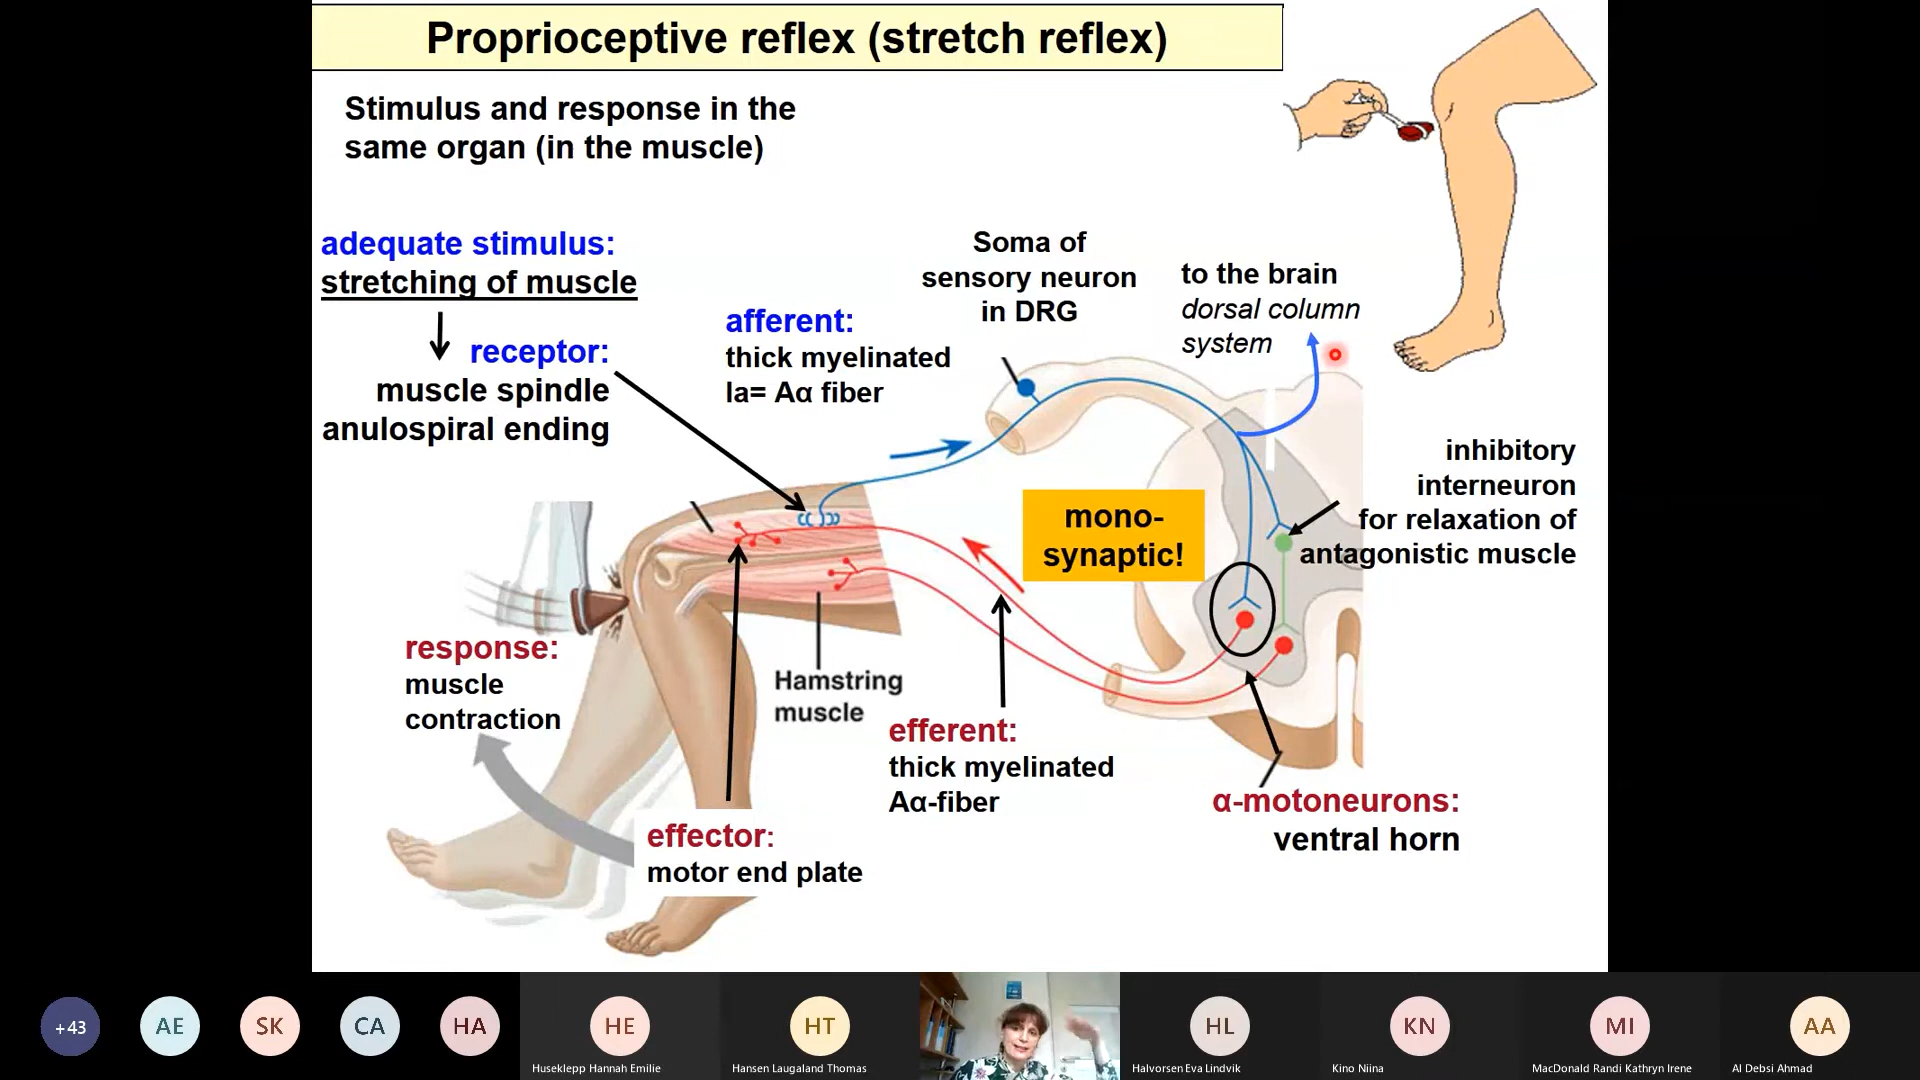 Proprioceptive reflex (stretch reflex)
Stimulus and response in the
same organ (in the muscle)
adequate stimulus:
stretching of muscle
receptor:
muscle spindle
anulospiral ending
afferent:
thick myelinated
Ia= Aα fiber
Soma of
sensory neuron
in DRG
to the brain
dorsal column
system
inhibitory
interneuron
for relaxation of
antagonistic muscle
mono-
synaptic!
response:
muscle
contraction
Hamstring
muscle
efferent:
thick myelinated
Aα-fiber
effector:
motor end plate
α-motoneurons:
ventral horn
+43
AE
SK
CA
HA
HE
Huseklepp Hannah Emilie
HT
Hansen Laugaland Thomas
HL
Halvorsen Eva Lindvik
KN
Kino Niina
MI
MacDonald Randi Kathryn Irene
AA
Al Debsi Ahmad